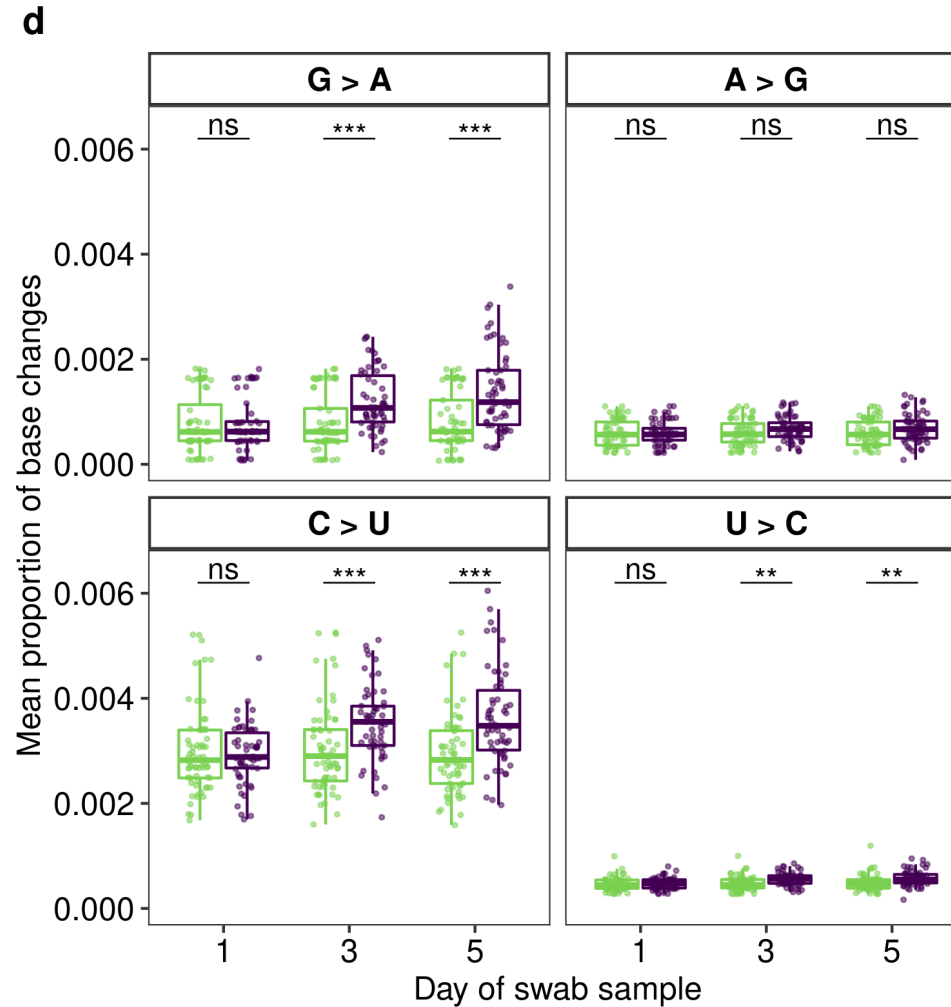 d
G > A
A > G
ns *** ***
ns ns ns
0.006
0.004
0.002
0.000
C > U
U > C
ns *** ***
ns ** **
0.006
0.004
0.002
0.000
Mean proportion of base changes
1 3 5
1 3 5
Day of swab sample